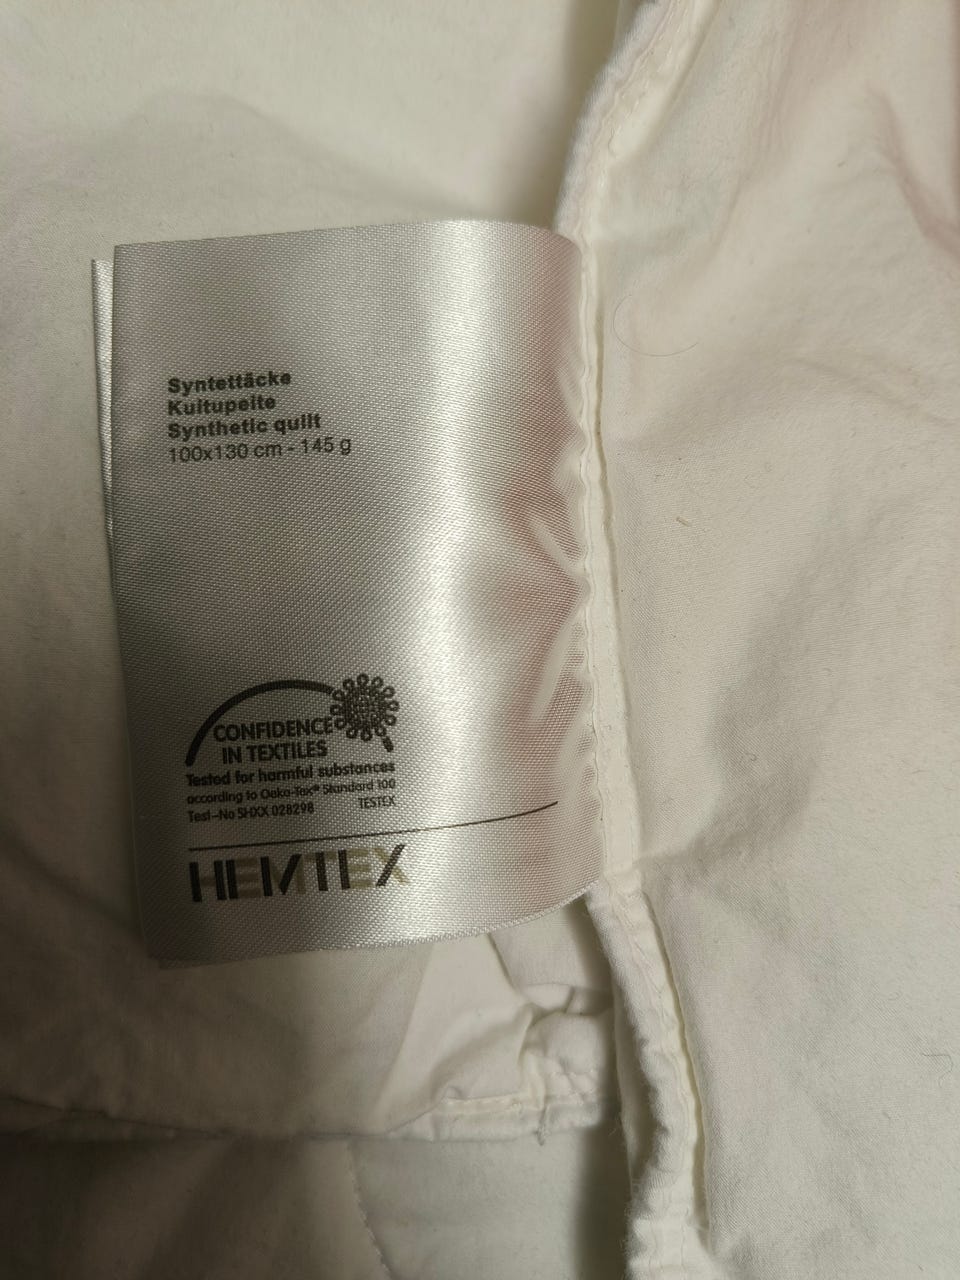 Syntettäcke
Kuitupeite
Synthetic quilt
100x130 cm - 145 g
CONFIDENCE
IN TEXTILES
Tested for harmful substances
according to Oeko-Tex® Standard 100
Test-No SHXX 028298 TESTEX
HEMTEX